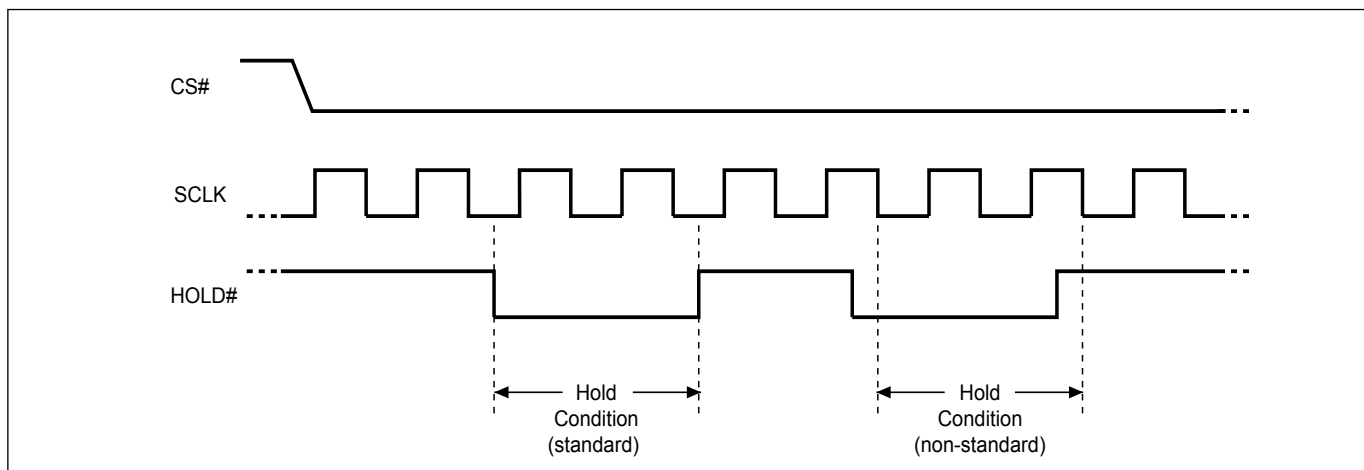 CS#
SCLK
HOLD#
Hold
Condition
(standard)
Hold
Condition
(non-standard)